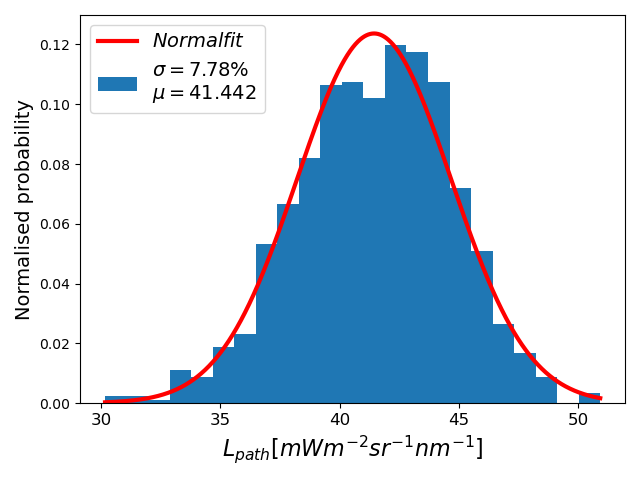 Normalfit
σ = 7.78%
μ = 41.442
Normalised probability
0.12
0.10
0.08
0.06
0.04
0.02
0.00
30 35 40 45 50
L_path[mWm⁻²sr⁻¹nm⁻¹]